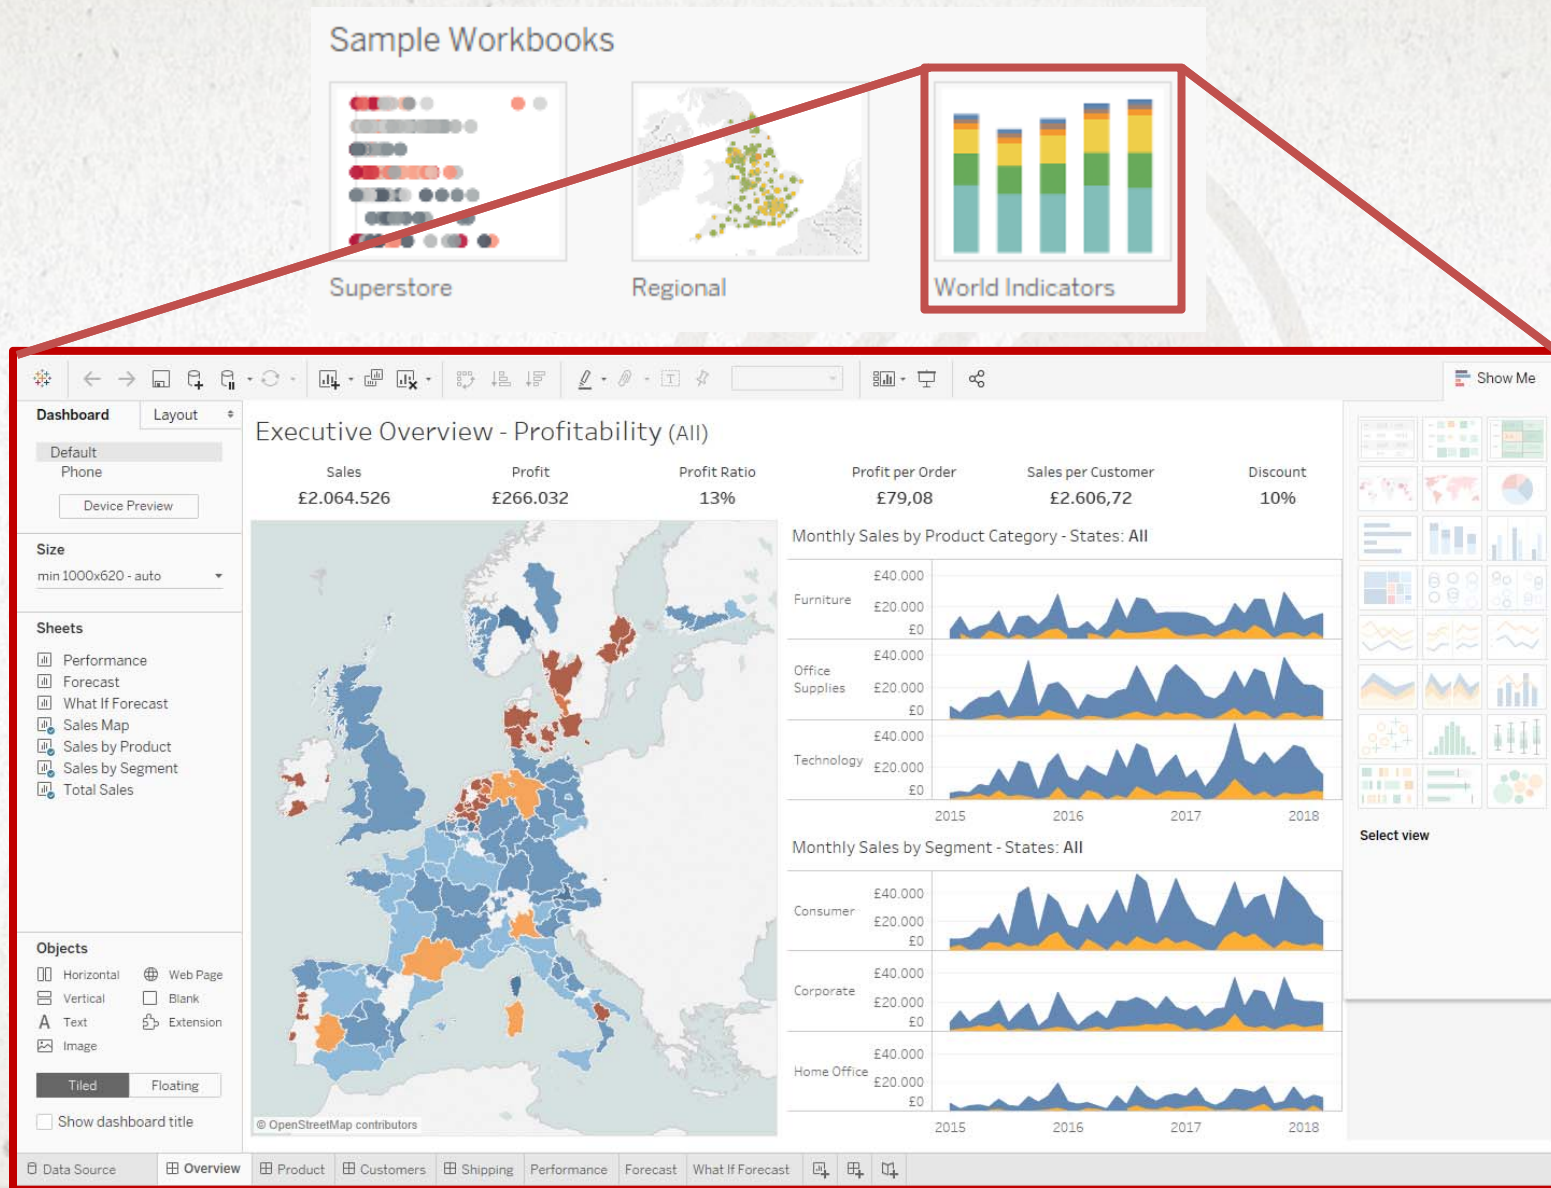 Sample Workbooks
Superstore
Regional
World Indicators
Show Me
Dashboard
Layout
Default
Phone
Device Preview
Size
min 1000x620 - auto
Sheets
Performance
Forecast
What If Forecast
Sales Map
Sales by Product
Sales by Segment
Total Sales
Objects
Horizontal
Web Page
Vertical
Blank
A Text
Extension
Image
Tiled
Floating
Show dashboard title
Executive Overview - Profitability (All)
Sales
Profit
Profit Ratio
Profit per Order
Sales per Customer
Discount
£2.064.526
£266.032
13%
£79,08
£2.606,72
10%
© OpenStreetMap contributors
Monthly Sales by Product Category - States: All
Furniture
£40.000
£20.000
£0
Office
Supplies
£40.000
£20.000
£0
Technology
£40.000
£20.000
£0
2015
2016
2017
2018
Monthly Sales by Segment - States: All
Consumer
£40.000
£20.000
£0
Corporate
£40.000
£20.000
£0
Home Office
£40.000
£20.000
£0
2015
2016
2017
2018
Select view
Data Source
Overview
Product
Customers
Shipping
Performance
Forecast
What If Forecast